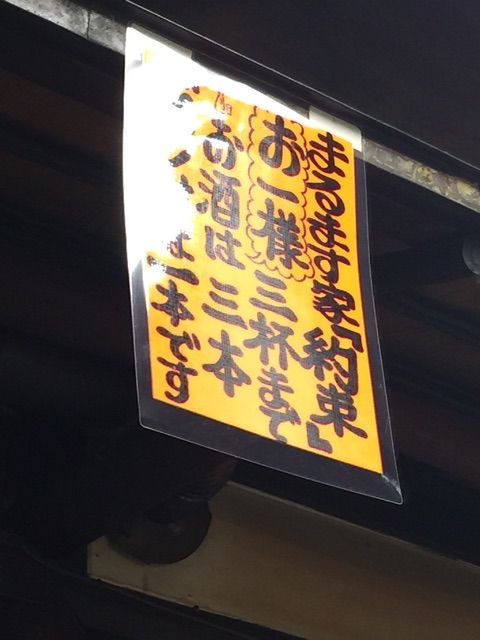 まるます家「約束」
お一様三杯まで
お酒は三本
は一本です